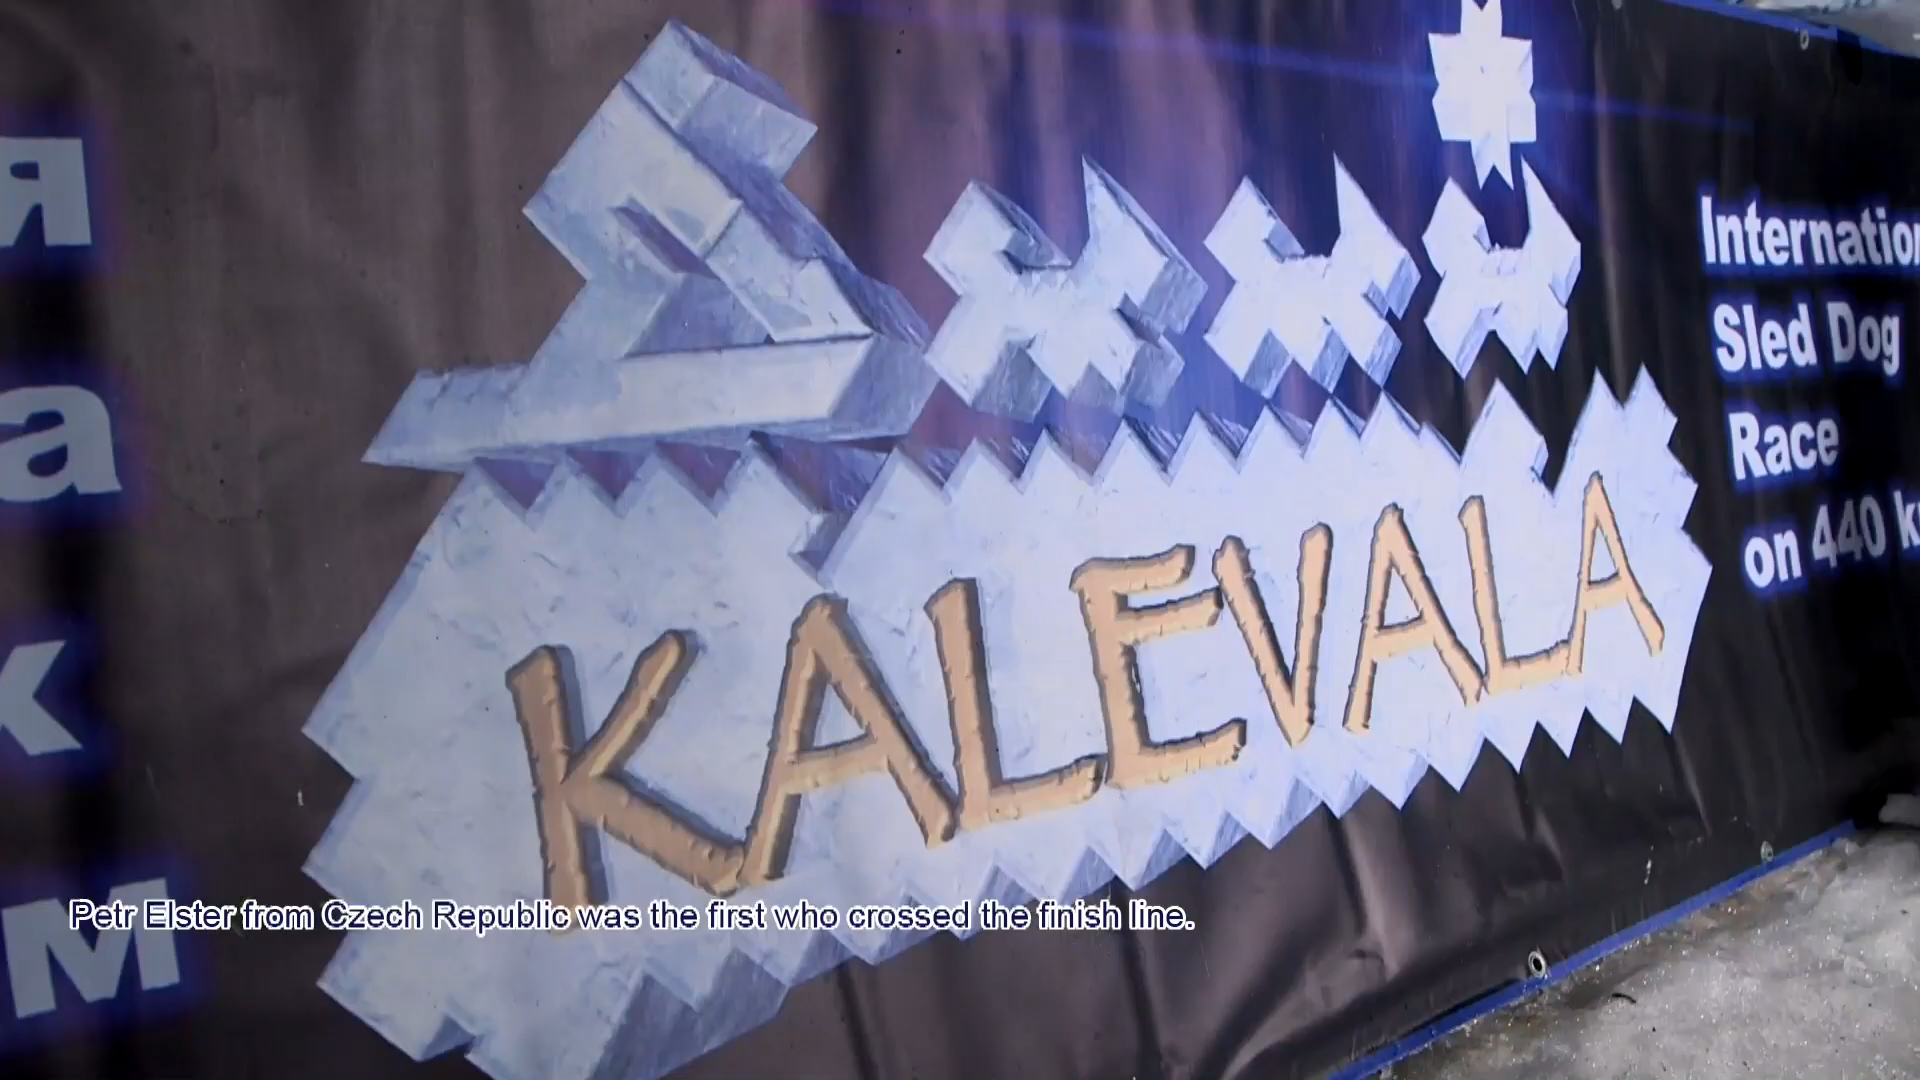 я
а
к
м
KALEVALA
Internation
Sled Dog
Race
on 440
Petr Elster from Czech Republic was the first who crossed the finish line.